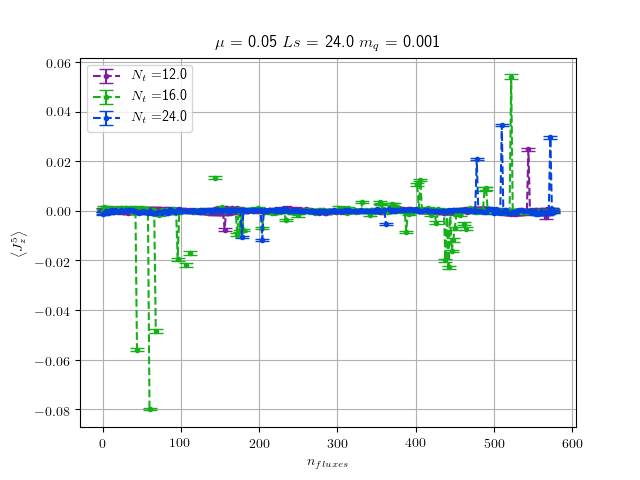 μ = 0.05 Ls = 24.0 m_q = 0.001
N_t =12.0
N_t =16.0
N_t =24.0
0.06
0.04
0.02
0.00
−0.02
−0.04
−0.06
−0.08
⟨J_z^5⟩
0 100 200 300 400 500 600
n_{fluxes}